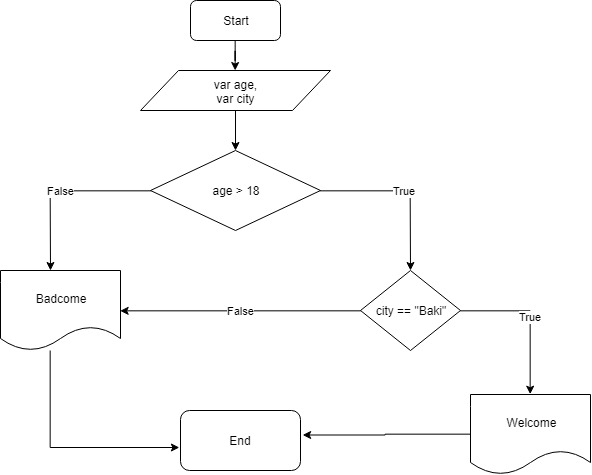 Start
var age,
var city
age > 18
False
True
Badcome
False
city == "Baki"
True
Welcome
End